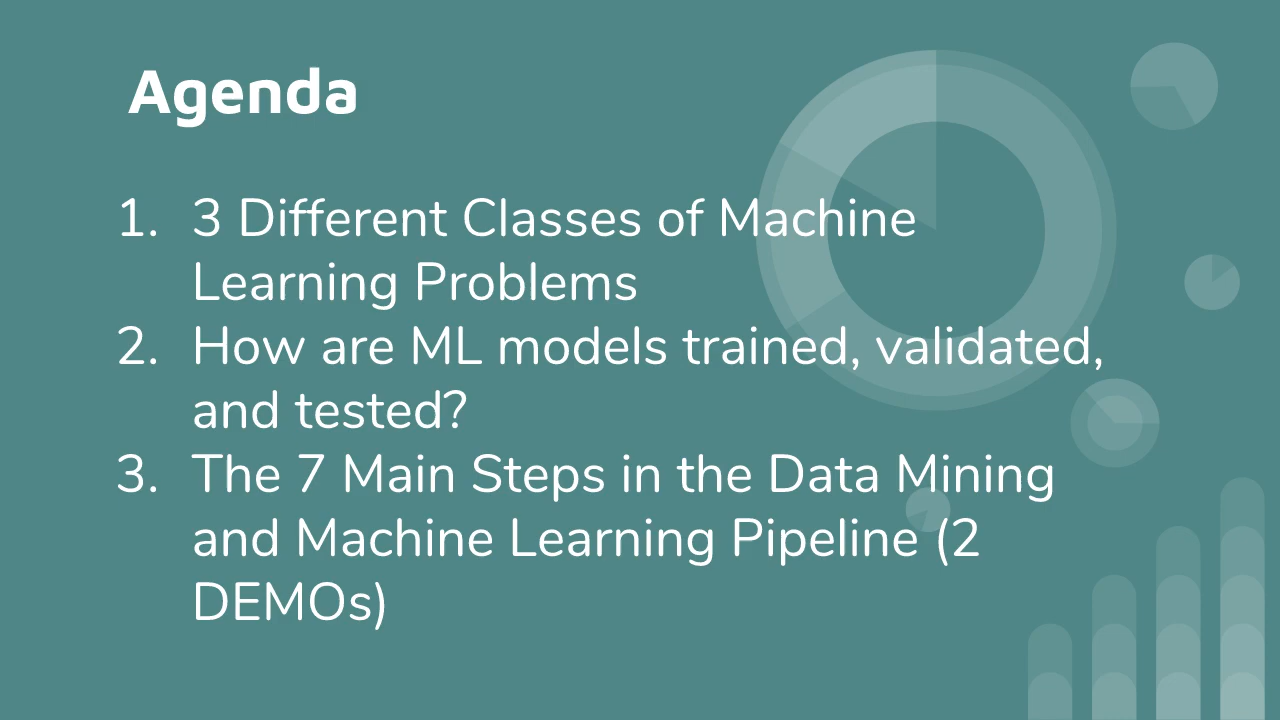 Agenda
1. 3 Different Classes of Machine
Learning Problems
2. How are ML models trained, validated,
and tested?
3. The 7 Main Steps in the Data Mining
and Machine Learning Pipeline (2
DEMOs)